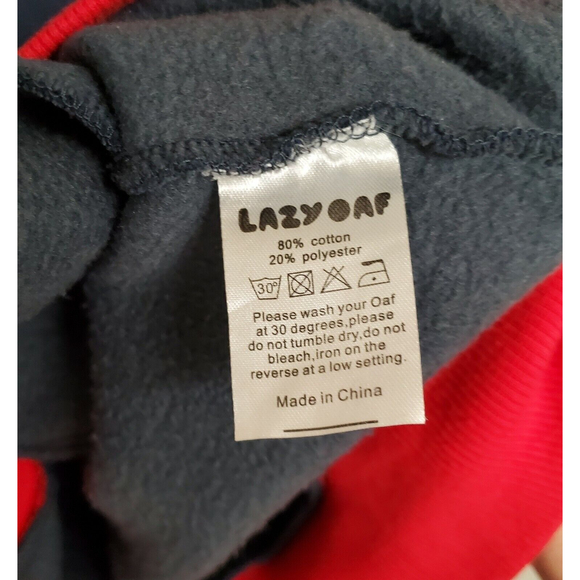 LAZY OAF
80% cotton
20% polyester
30°
Please wash your Oaf
at 30 degrees,please
do not tumble dry,do not
bleach,iron on the
reverse at a low setting.
Made in China